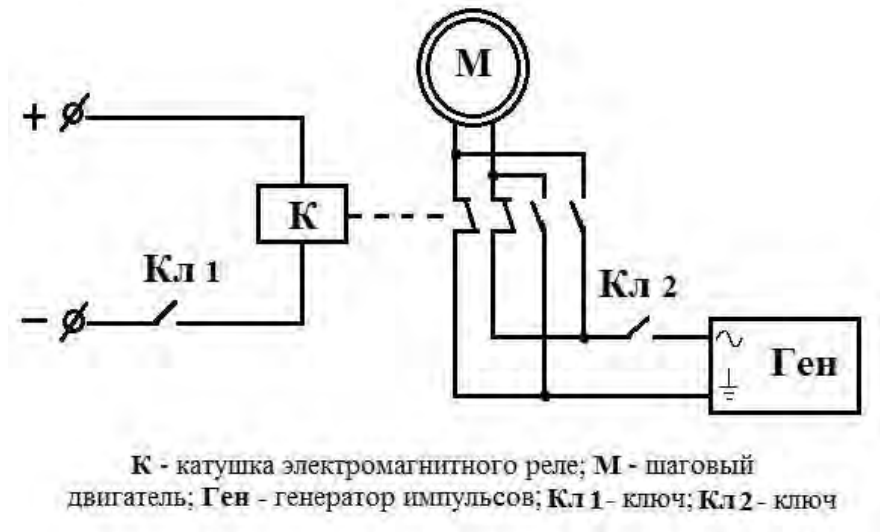 М
+
К
Кл 1
Кл 2
−
Ген
К - катушка электромагнитного реле; М - шаговый
двигатель; Ген - генератор импульсов; Кл 1- ключ; Кл 2- ключ